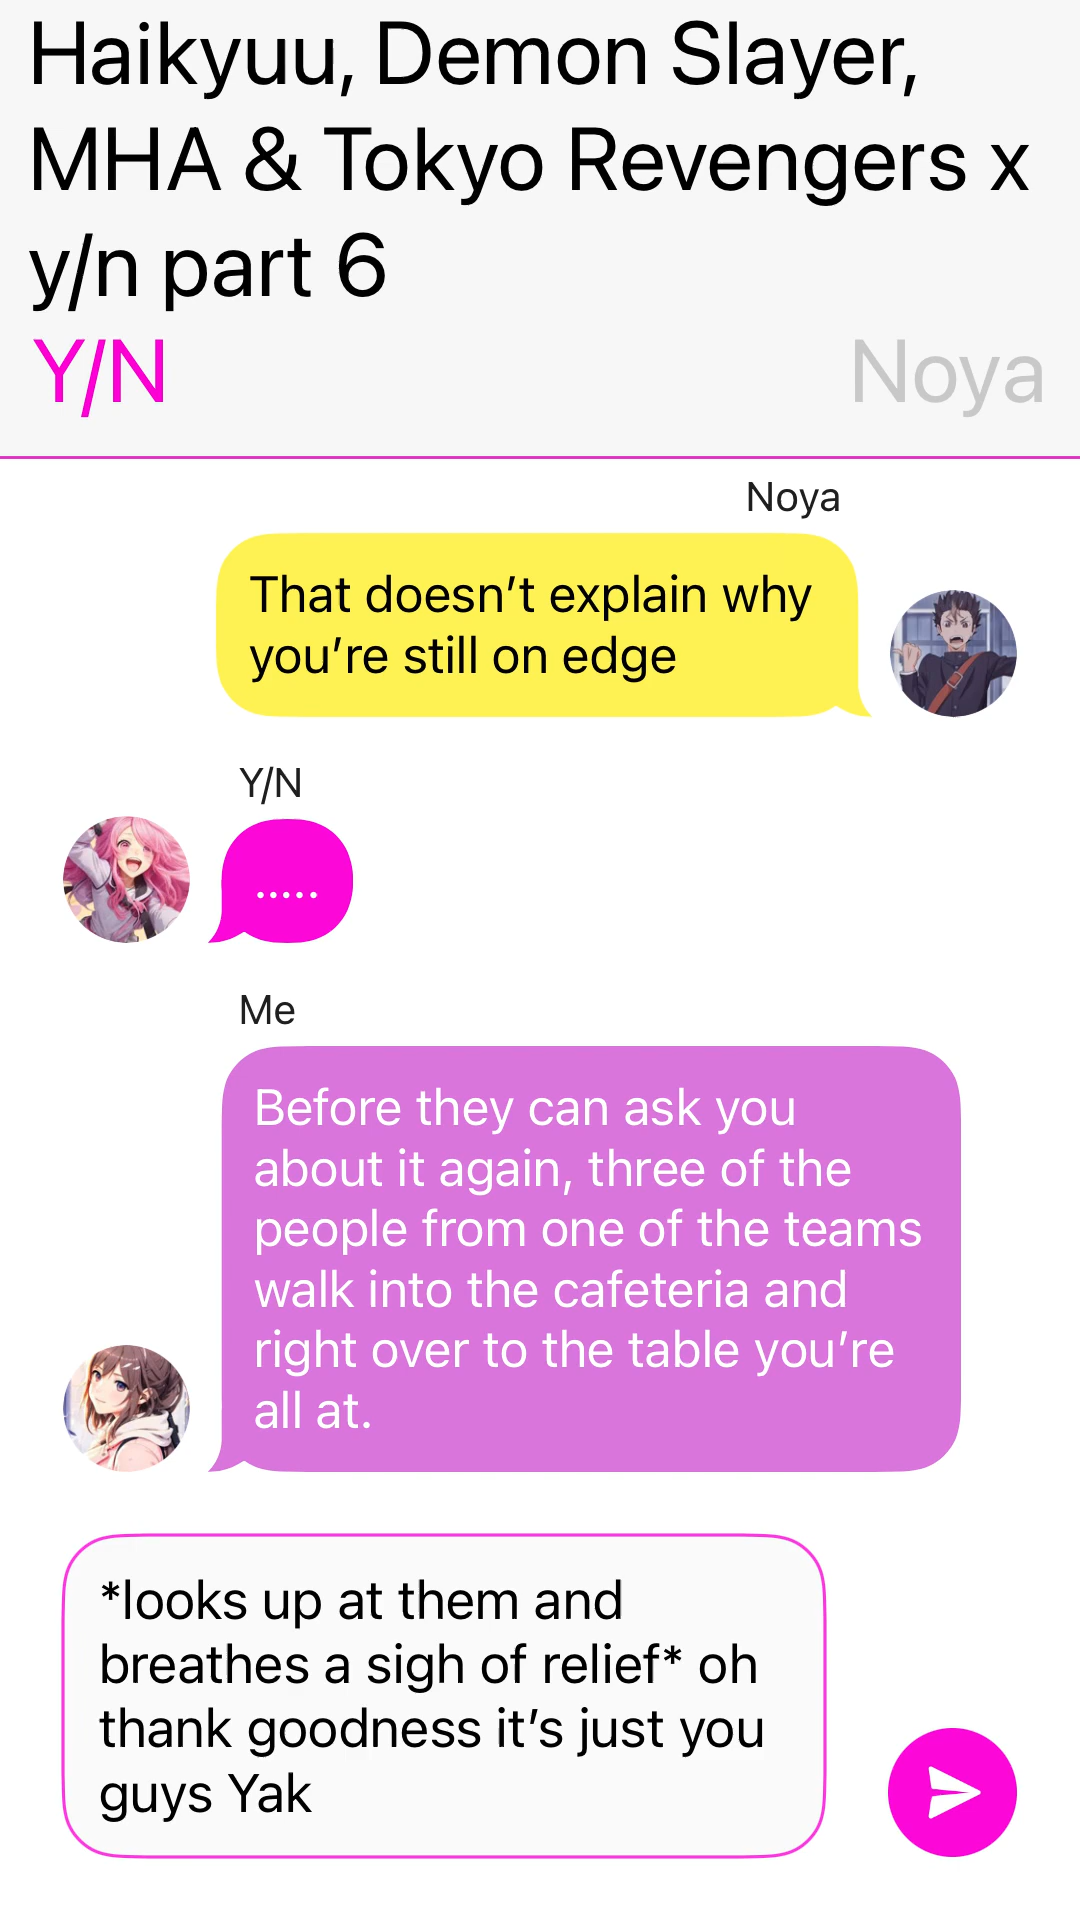 Haikyuu, Demon Slayer,
MHA & Tokyo Revengers x
y/n part 6
Y/N
Noya
Noya
That doesn’t explain why
you’re still on edge
Y/N
.....
Me
Before they can ask you
about it again, three of the
people from one of the teams
walk into the cafeteria and
right over to the table you’re
all at.
*looks up at them and
breathes a sigh of relief* oh
thank goodness it’s just you
guys Yak